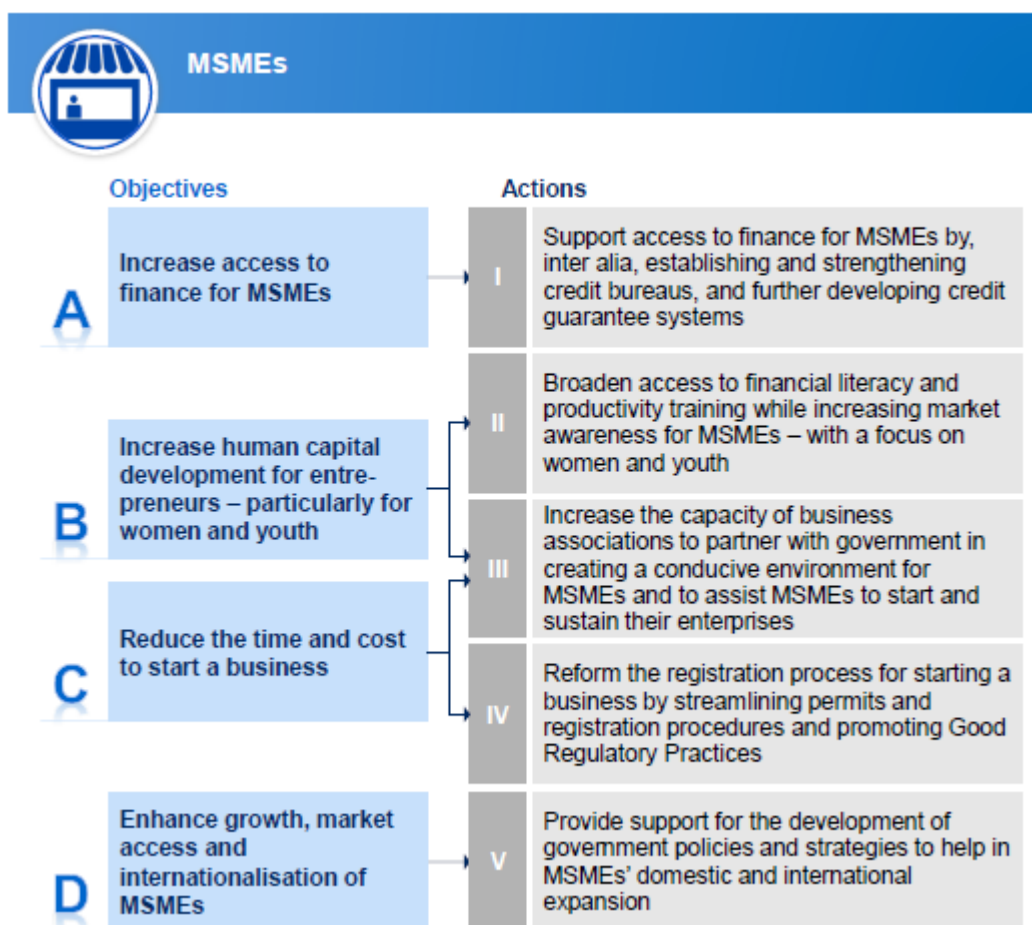 MSMEs
Objectives
Actions
A
Increase access to
finance for MSMEs
I
Support access to finance for MSMEs by,
inter alia, establishing and strengthening
credit bureaus, and further developing credit
guarantee systems
B
Increase human capital
development for entre-
preneurs – particularly for
women and youth
II
Broaden access to financial literacy and
productivity training while increasing market
awareness for MSMEs – with a focus on
women and youth
III
Increase the capacity of business
associations to partner with government in
creating a conducive environment for
MSMEs and to assist MSMEs to start and
sustain their enterprises
C
Reduce the time and cost
to start a business
IV
Reform the registration process for starting a
business by streamlining permits and
registration procedures and promoting Good
Regulatory Practices
D
Enhance growth, market
access and
internationalisation of
MSMEs
V
Provide support for the development of
government policies and strategies to help in
MSMEs' domestic and international
expansion